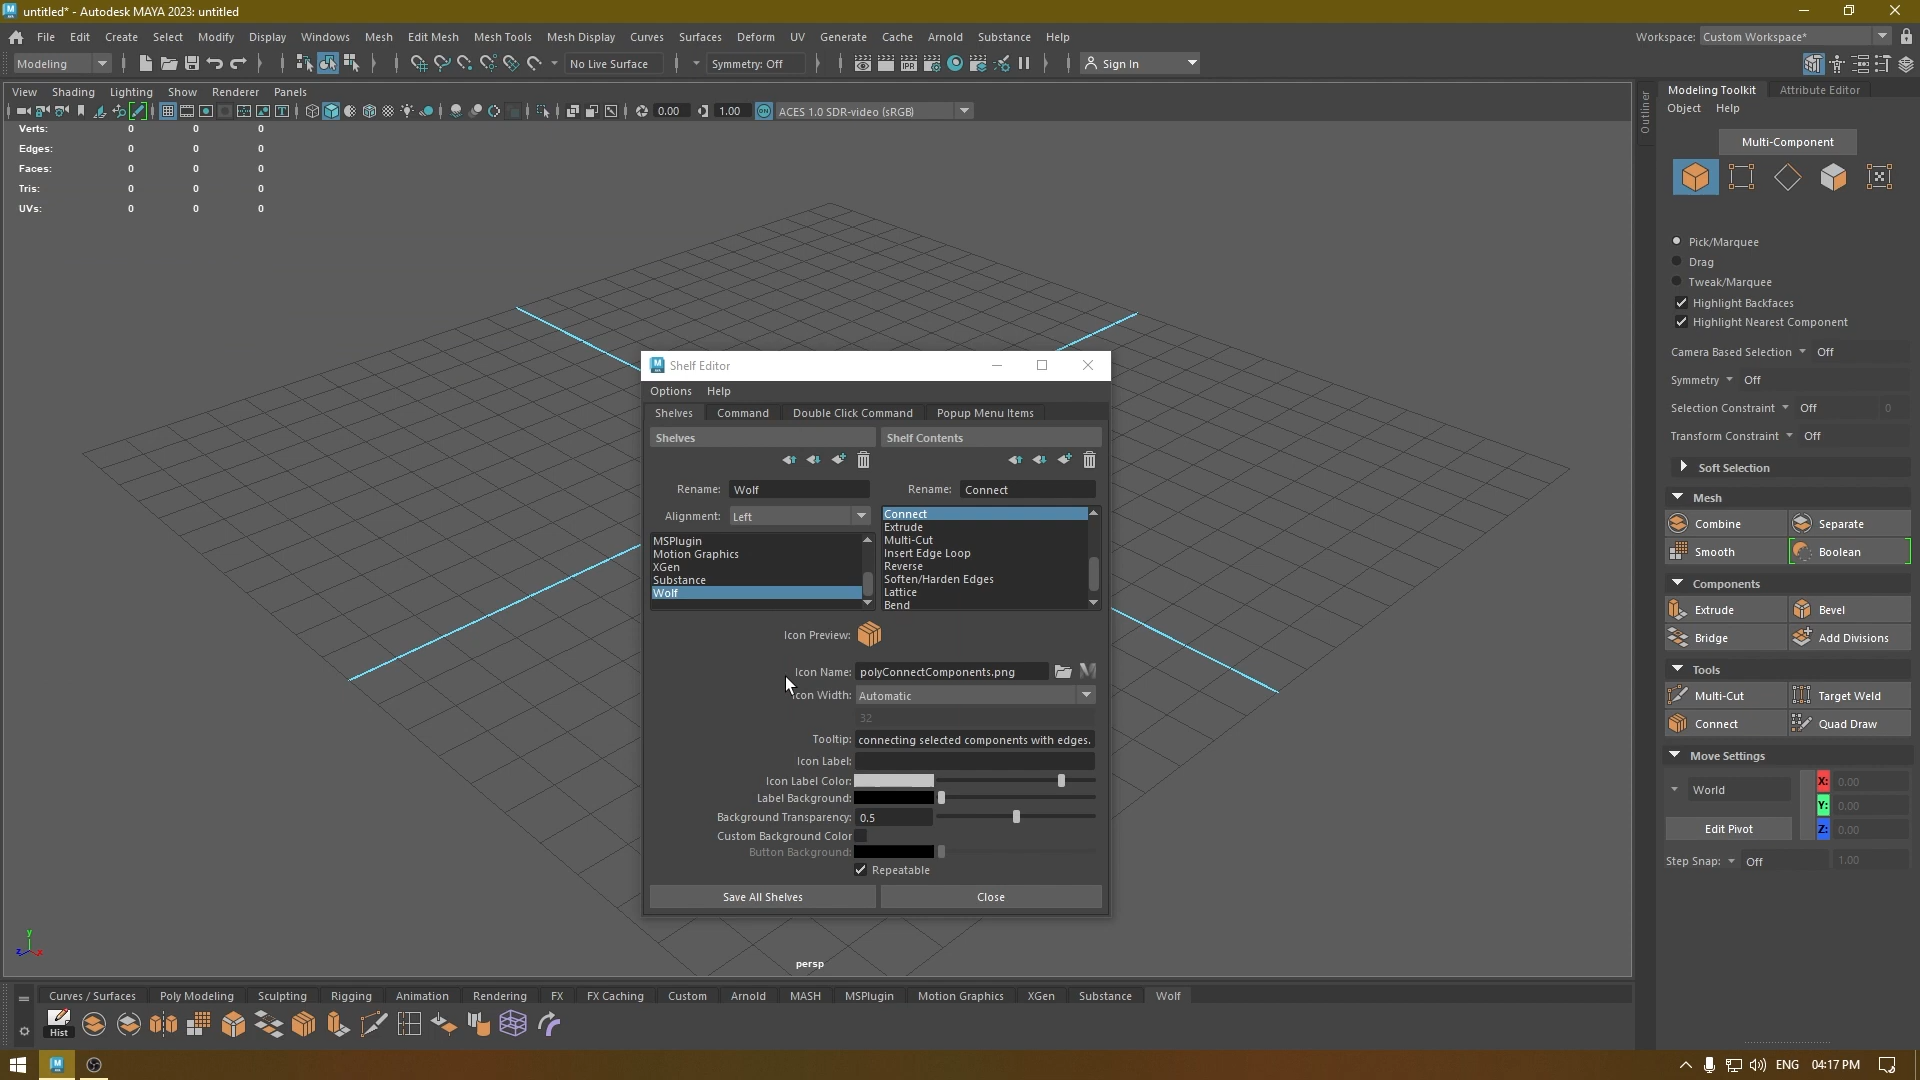 untitled* - Autodesk MAYA 2023: untitled
File Edit Create Select Modify Display Windows Mesh Edit Mesh Mesh Tools Mesh Display Curves Surfaces Deform UV Generate Cache Arnold Substance Help
Workspace: Custom Workspace*
Modeling
No Live Surface
Symmetry: Off
IPR
Sign In
View Shading Lighting Show Renderer Panels
0.00
1.00
ON
ACES 1.0 SDR-video (sRGB)
Verts: 0 0 0
Edges: 0 0 0
Faces: 0 0 0
Tris: 0 0 0
UVs: 0 0 0
Outliner
Modeling Toolkit Attribute Editor
Object Help
Multi-Component
Pick/Marquee
Drag
Tweak/Marquee
Highlight Backfaces
Highlight Nearest Component
Camera Based Selection Off
Symmetry Off
Selection Constraint Off 0
Transform Constraint Off
Soft Selection
Mesh
Combine Separate
Smooth Boolean
Components
Extrude Bevel
Bridge Add Divisions
Tools
Multi-Cut Target Weld
Connect Quad Draw
Move Settings
World
X: 0.00
Y: 0.00
Edit Pivot
Z: 0.00
Step Snap: Off 1.00
Shelf Editor
Options Help
Shelves Command Double Click Command Popup Menu Items
Shelves
Shelf Contents
Rename: Wolf
Rename: Connect
Alignment: Left
MSPlugin
Motion Graphics
XGen
Substance
Wolf
Connect
Extrude
Multi-Cut
Insert Edge Loop
Reverse
Soften/Harden Edges
Lattice
Bend
Icon Preview:
Icon Name: polyConnectComponents.png
Icon Width: Automatic
32
Tooltip: connecting selected components with edges.
Icon Label:
Icon Label Color:
Label Background:
Background Transparency: 0.5
Custom Background Color
Button Background:
Repeatable
Save All Shelves Close
y
z x
persp
Curves / Surfaces Poly Modeling Sculpting Rigging Animation Rendering FX FX Caching Custom Arnold MASH MSPlugin Motion Graphics XGen Substance Wolf
Hist
ENG 04:17 PM